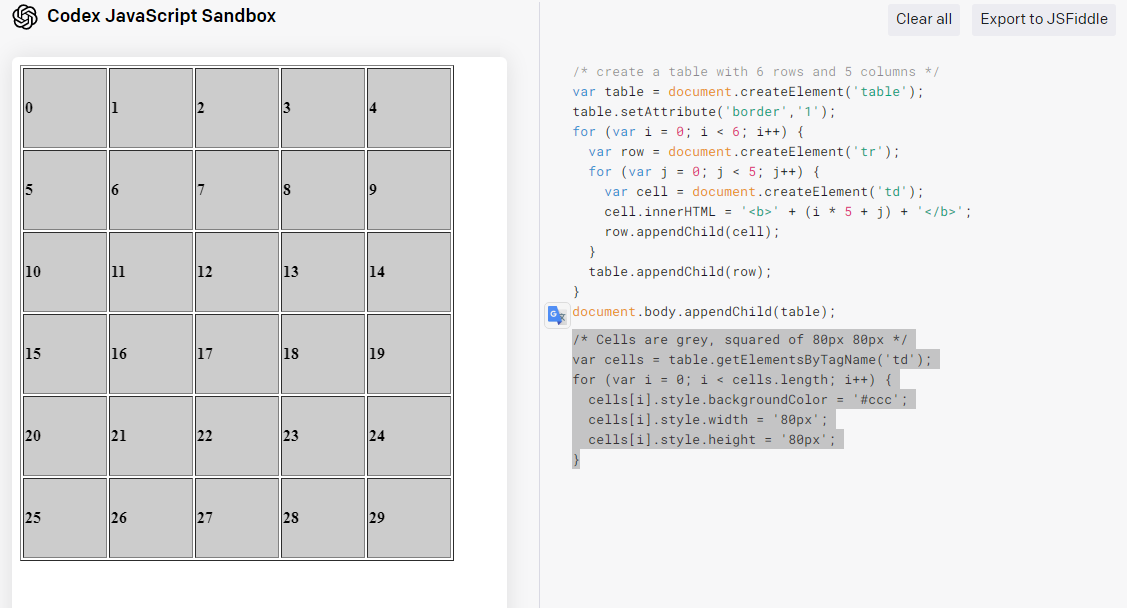 Codex JavaScript Sandbox
Clear all
Export to JSFiddle
0 1 2 3 4
5 6 7 8 9
10 11 12 13 14
15 16 17 18 19
20 21 22 23 24
25 26 27 28 29
/* create a table with 6 rows and 5 columns */
var table = document.createElement('table');
table.setAttribute('border','1');
for (var i = 0; i < 6; i++) {
  var row = document.createElement('tr');
  for (var j = 0; j < 5; j++) {
    var cell = document.createElement('td');
    cell.innerHTML = '<b>' + (i * 5 + j) + '</b>';
    row.appendChild(cell);
  }
  table.appendChild(row);
}
document.body.appendChild(table);
/* Cells are grey, squared of 80px 80px */
var cells = table.getElementsByTagName('td');
for (var i = 0; i < cells.length; i++) {
  cells[i].style.backgroundColor = '#ccc';
  cells[i].style.width = '80px';
  cells[i].style.height = '80px';
}